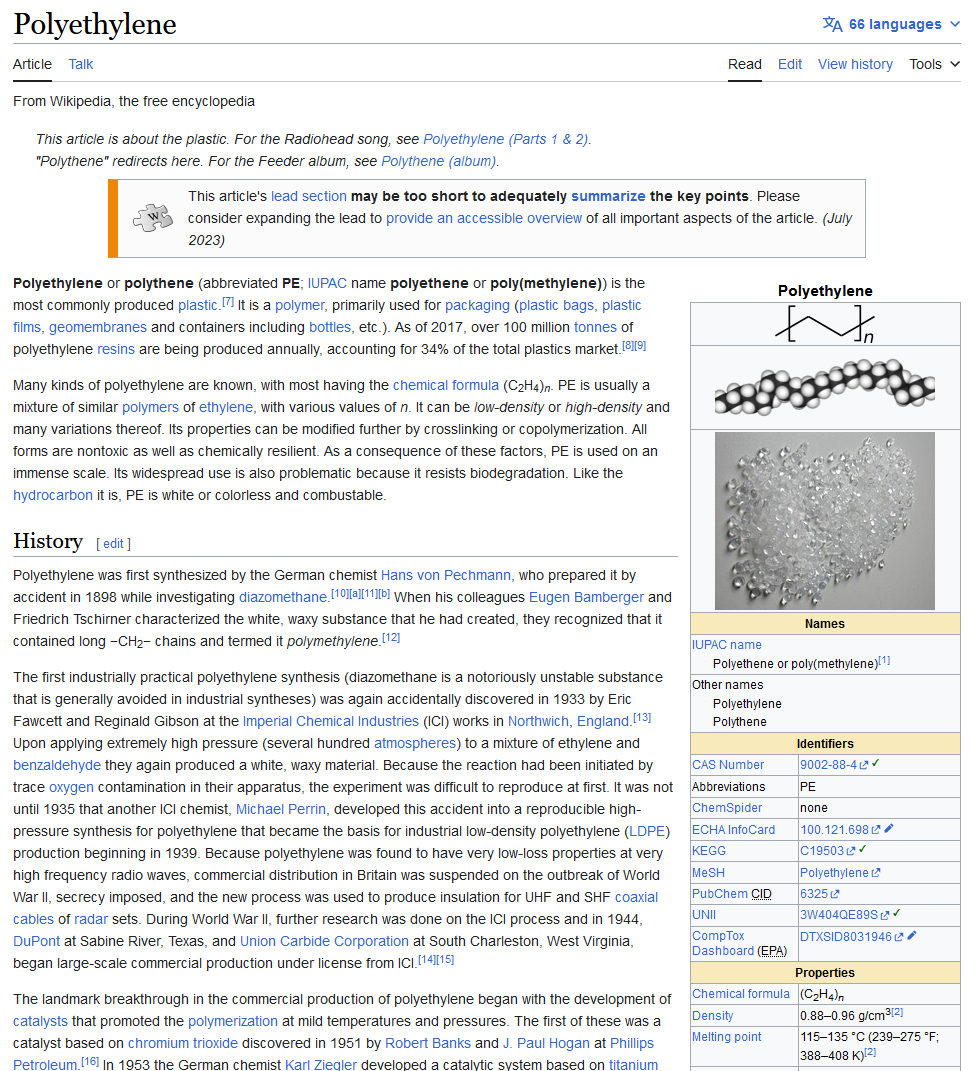 Polyethylene
66 languages
Article Talk
Read Edit View history Tools
From Wikipedia, the free encyclopedia
This article is about the plastic. For the Radiohead song, see Polyethylene (Parts 1 & 2).
"Polythene" redirects here. For the Feeder album, see Polythene (album).
W
This article's lead section may be too short to adequately summarize the key points. Please
consider expanding the lead to provide an accessible overview of all important aspects of the article. (July
2023)
Polyethylene or polythene (abbreviated PE; IUPAC name polyethene or poly(methylene)) is the
most commonly produced plastic.[7] It is a polymer, primarily used for packaging (plastic bags, plastic
films, geomembranes and containers including bottles, etc.). As of 2017, over 100 million tonnes of
polyethylene resins are being produced annually, accounting for 34% of the total plastics market.[8][9]
Many kinds of polyethylene are known, with most having the chemical formula (C2H4)n. PE is usually a
mixture of similar polymers of ethylene, with various values of n. It can be low-density or high-density and
many variations thereof. Its properties can be modified further by crosslinking or copolymerization. All
forms are nontoxic as well as chemically resilient. As a consequence of these factors, PE is used on an
immense scale. Its widespread use is also problematic because it resists biodegradation. Like the
hydrocarbon it is, PE is white or colorless and combustable.
History [ edit ]
Polyethylene was first synthesized by the German chemist Hans von Pechmann, who prepared it by
accident in 1898 while investigating diazomethane.[10][a][11][b] When his colleagues Eugen Bamberger and
Friedrich Tschirner characterized the white, waxy substance that he had created, they recognized that it
contained long −CH2− chains and termed it polymethylene.[12]
The first industrially practical polyethylene synthesis (diazomethane is a notoriously unstable substance
that is generally avoided in industrial syntheses) was again accidentally discovered in 1933 by Eric
Fawcett and Reginald Gibson at the Imperial Chemical Industries (ICI) works in Northwich, England.[13]
Upon applying extremely high pressure (several hundred atmospheres) to a mixture of ethylene and
benzaldehyde they again produced a white, waxy material. Because the reaction had been initiated by
trace oxygen contamination in their apparatus, the experiment was difficult to reproduce at first. It was not
until 1935 that another ICI chemist, Michael Perrin, developed this accident into a reproducible high-
pressure synthesis for polyethylene that became the basis for industrial low-density polyethylene (LDPE)
production beginning in 1939. Because polyethylene was found to have very low-loss properties at very
high frequency radio waves, commercial distribution in Britain was suspended on the outbreak of World
War II, secrecy imposed, and the new process was used to produce insulation for UHF and SHF coaxial
cables of radar sets. During World War II, further research was done on the ICI process and in 1944,
DuPont at Sabine River, Texas, and Union Carbide Corporation at South Charleston, West Virginia,
began large-scale commercial production under license from ICI.[14][15]
The landmark breakthrough in the commercial production of polyethylene began with the development of
catalysts that promoted the polymerization at mild temperatures and pressures. The first of these was a
catalyst based on chromium trioxide discovered in 1951 by Robert Banks and J. Paul Hogan at Phillips
Petroleum.[16] In 1953 the German chemist Karl Ziegler developed a catalytic system based on titanium
Polyethylene
n
Names
IUPAC name
Polyethene or poly(methylene)[1]
Other names
Polyethylene
Polythene
Identifiers
CAS Number 9002-88-4 ✓
Abbreviations PE
ChemSpider none
ECHA InfoCard 100.121.698
KEGG C19503 ✓
MeSH Polyethylene
PubChem CID 6325
UNII 3W404QE89S ✓
CompTox
Dashboard (EPA) DTXSID8031946
Properties
Chemical formula (C2H4)n
Density 0.88–0.96 g/cm3[2]
Melting point 115–135 °C (239–275 °F;
388–408 K)[2]